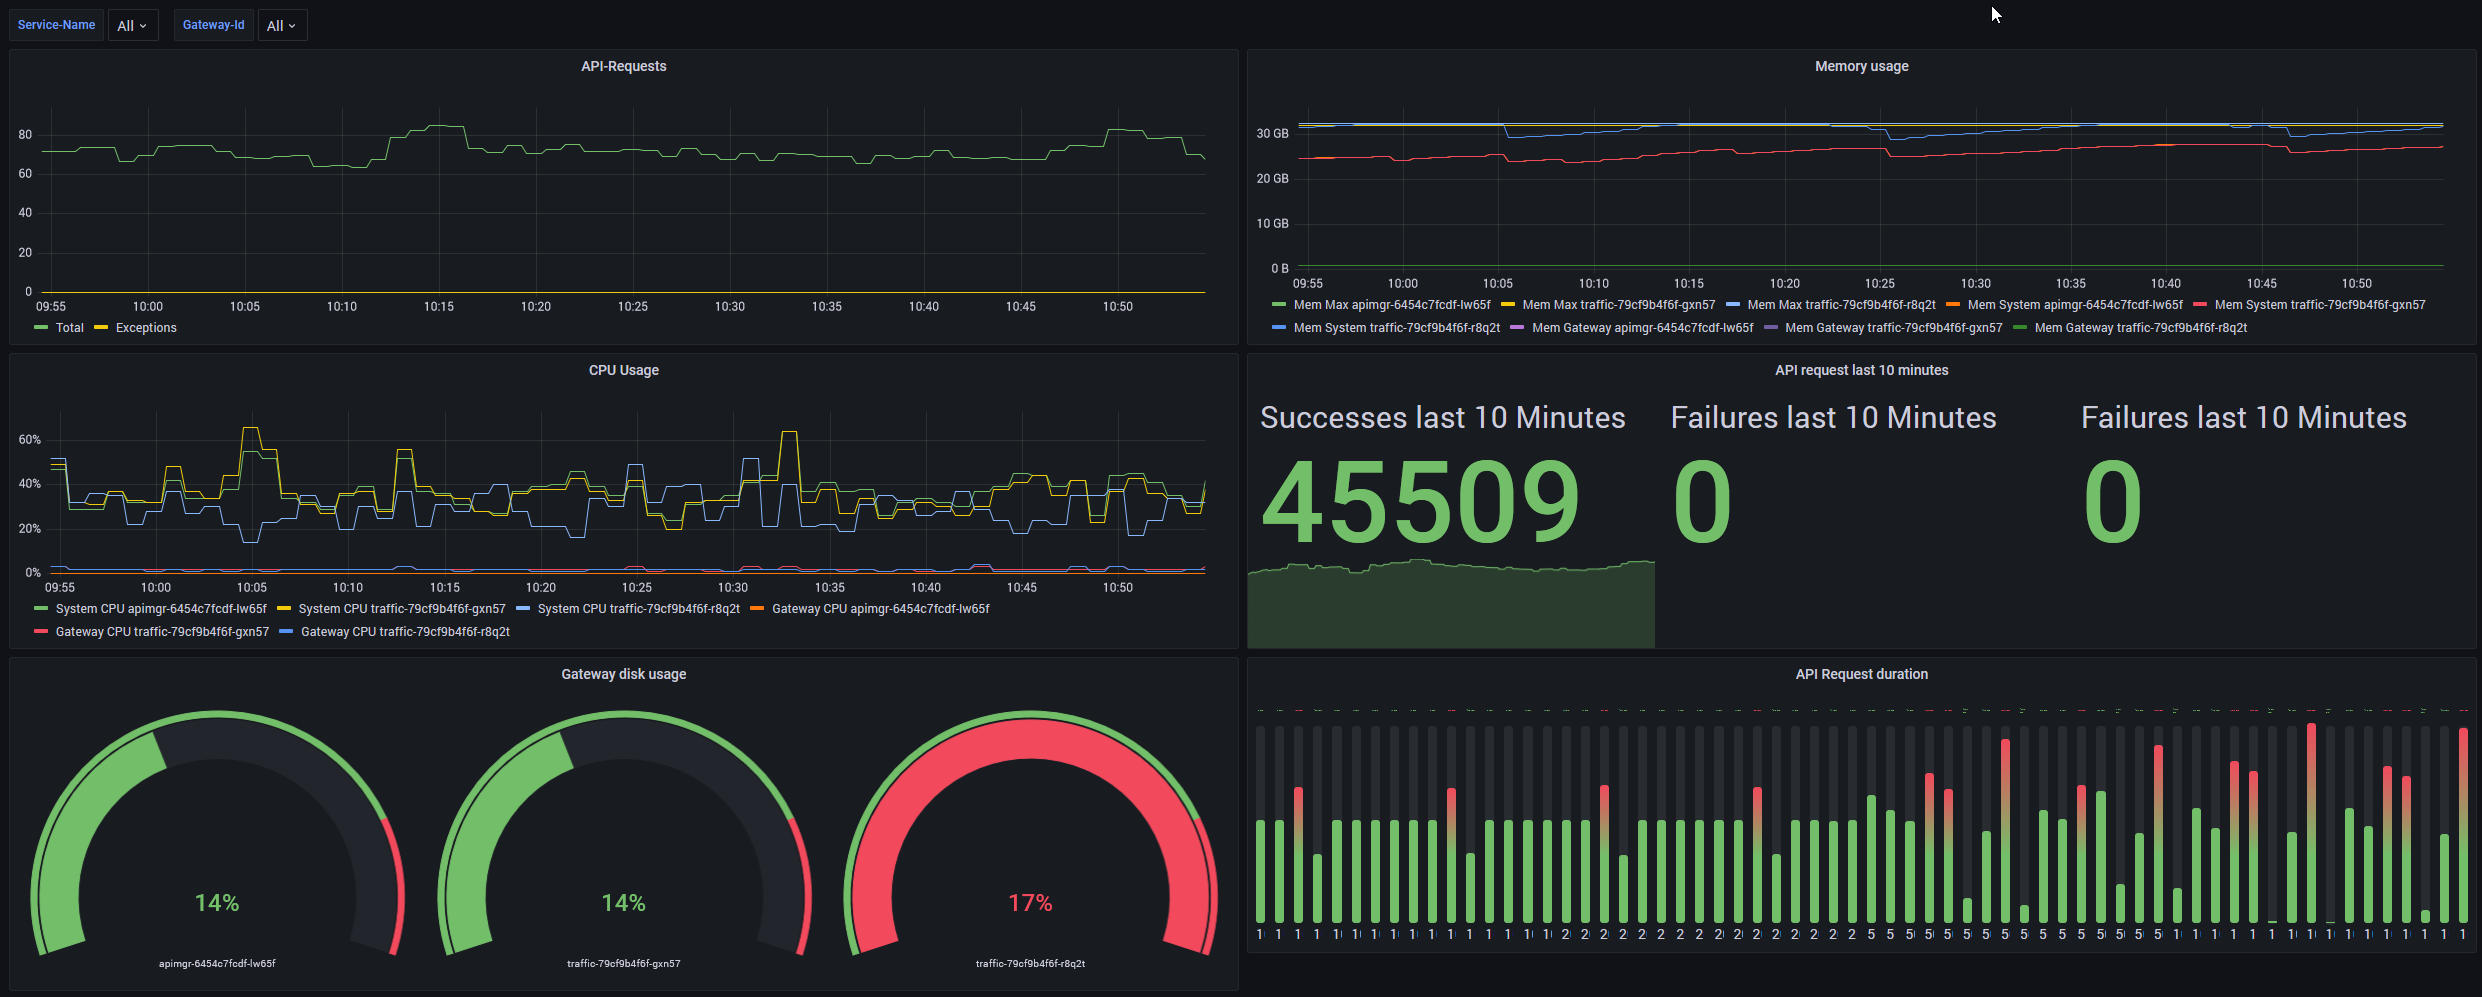 Service-Name All Gateway-Id All
API-Requests
80
60
40
20
0
09:55 10:00 10:05 10:10 10:15 10:20 10:25 10:30 10:35 10:40 10:45 10:50
Total Exceptions
Memory usage
30 GB
20 GB
10 GB
0 B
09:55 10:00 10:05 10:10 10:15 10:20 10:25 10:30 10:35 10:40 10:45 10:50
Mem Max apimgr-6454c7fcdf-lw65f Mem Max traffic-79cf9b4f6f-gxn57 Mem Max traffic-79cf9b4f6f-r8q2t Mem System apimgr-6454c7fcdf-lw65f Mem System traffic-79cf9b4f6f-gxn57
Mem System traffic-79cf9b4f6f-r8q2t Mem Gateway apimgr-6454c7fcdf-lw65f Mem Gateway traffic-79cf9b4f6f-gxn57 Mem Gateway traffic-79cf9b4f6f-r8q2t
CPU Usage
60%
40%
20%
0%
09:55 10:00 10:05 10:10 10:15 10:20 10:25 10:30 10:35 10:40 10:45 10:50
System CPU apimgr-6454c7fcdf-lw65f System CPU traffic-79cf9b4f6f-gxn57 System CPU traffic-79cf9b4f6f-r8q2t Gateway CPU apimgr-6454c7fcdf-lw65f
Gateway CPU traffic-79cf9b4f6f-gxn57 Gateway CPU traffic-79cf9b4f6f-r8q2t
API request last 10 minutes
Successes last 10 Minutes Failures last 10 Minutes Failures last 10 Minutes
45509 0 0
Gateway disk usage
14% 14% 17%
apimgr-6454c7fcdf-lw65f traffic-79cf9b4f6f-gxn57 traffic-79cf9b4f6f-r8q2t
API Request duration